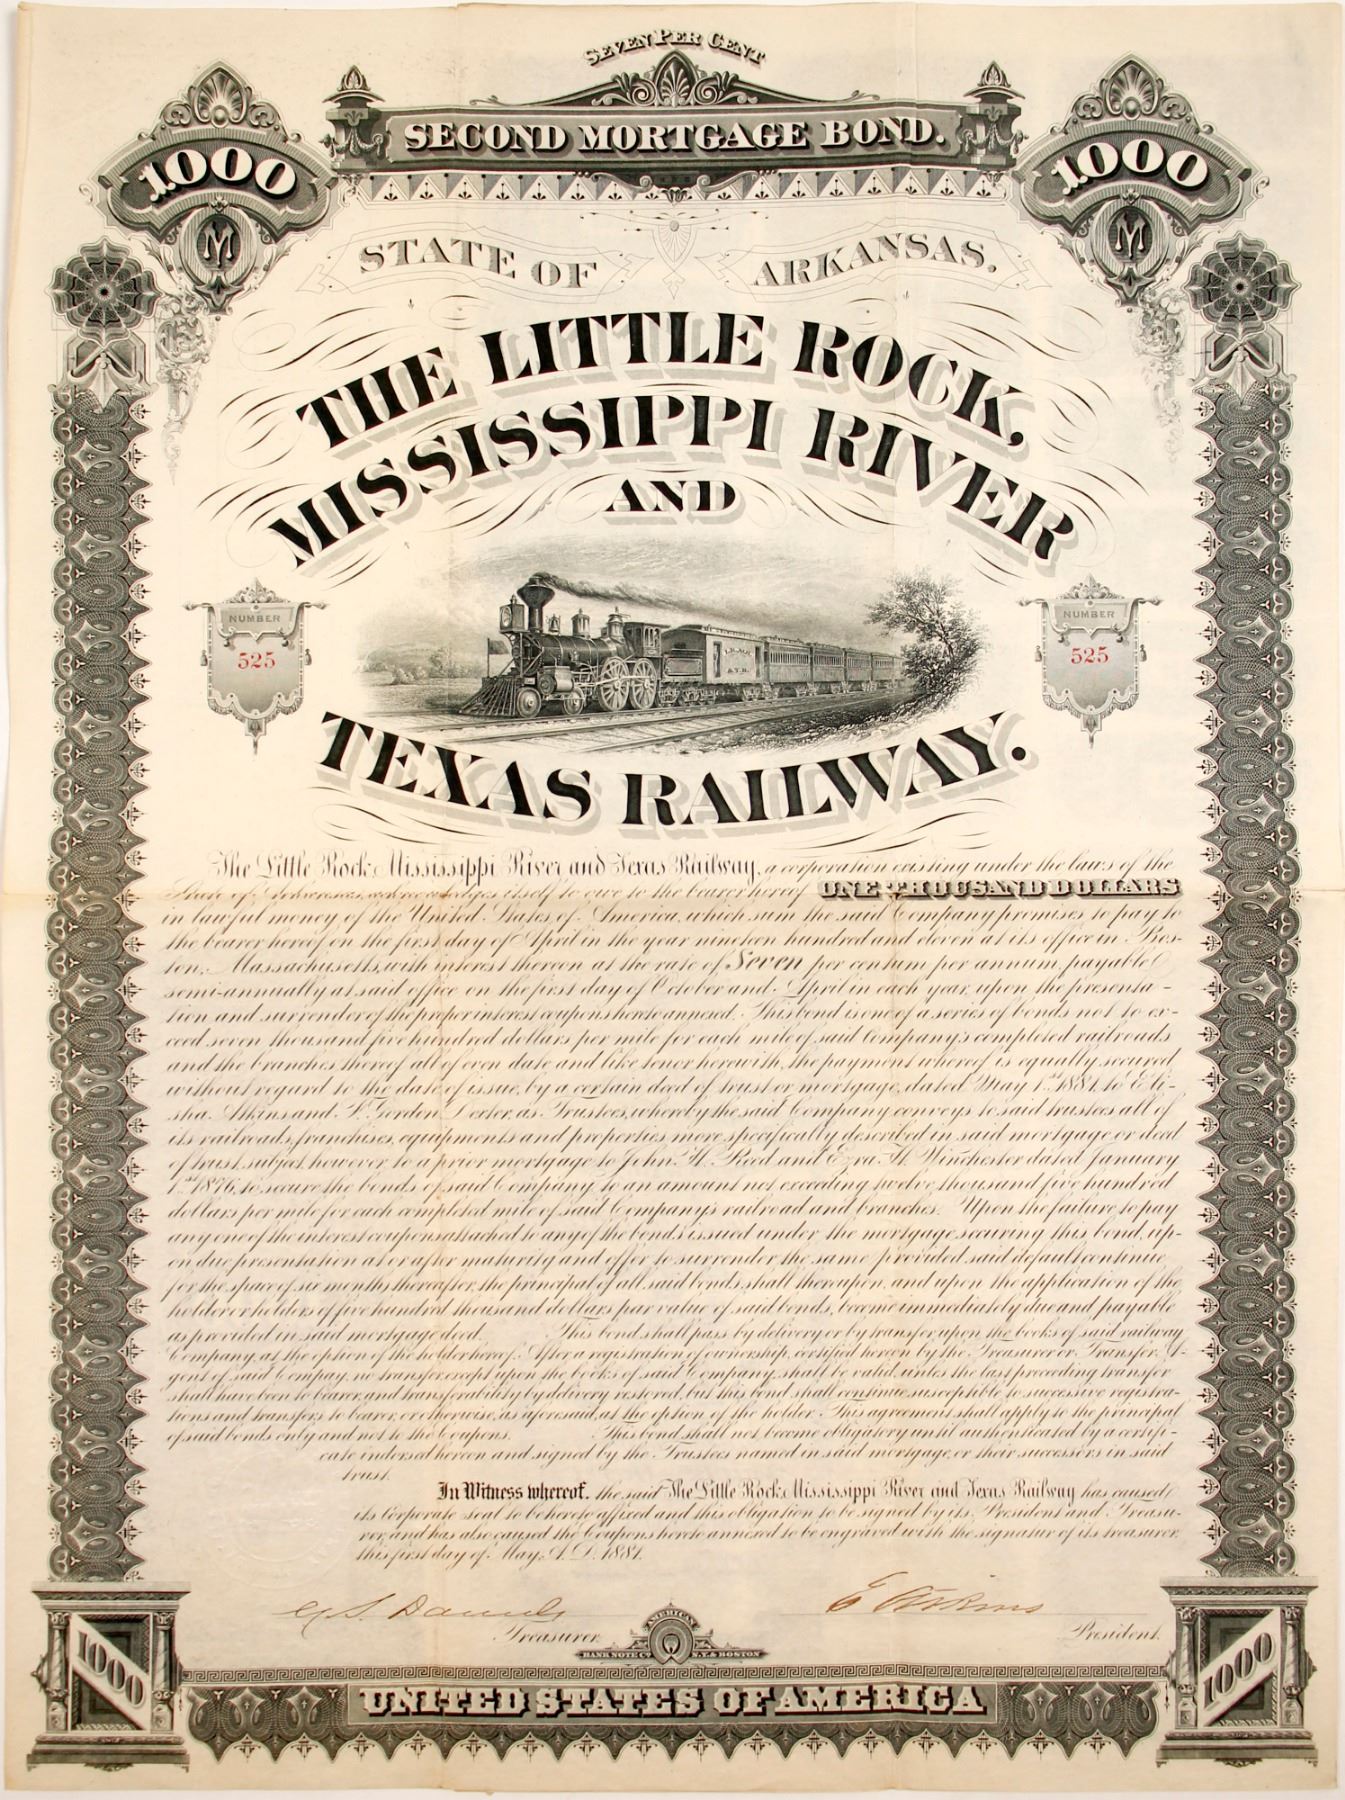 SEVEN PER CENT
SECOND MORTGAGE BOND.
1000
1000
M
M
STATE OF ARKANSAS.
THE LITTLE ROCK,
MISSISSIPPI RIVER
AND
NUMBER
525
NUMBER
525
TEXAS RAILWAY.
The Little Rock, Mississippi River and Texas Railway, a corporation existing under the laws of the
State of Arkansas, acknowledges itself to owe to the bearer hereof ONE THOUSAND DOLLARS
in lawful money of the United States of America, which sum the said Company promises to pay to
the bearer hereof on the first day of April in the year nineteen hundred and eleven at its office in Bos-
ton, Massachusetts, with interest thereon at the rate of Seven per centum per annum, payable
semi-annually at said office on the first day of October and April in each year, upon the presenta-
tion and surrender of the proper interest coupons hereto annexed. This bond is one of a series of bonds not to ex-
ceed seven thousand five hundred dollars per mile for each mile of said Company's completed railroads
and the branches thereof all of even date and like tenor herewith, the payment whereof is equally secured
without regard to the date of issue, by a certain deed of trust or mortgage, dated May 1st 1881, to Eli-
sha Atkins and F. Gordon Dexter, as Trustees, whereby the said Company conveys to said trustees all of
its railroads, franchises, equipments and properties more specifically described in said mortgage or deed
of trust, subject, however, to a prior mortgage to John H. Reed and Ezra H. Winchester dated January
1st 1876, to secure the bonds of said Company to an amount not exceeding twelve thousand five hundred
dollars per mile for each completed mile of said Company's railroad and branches. Upon the failure to pay
any one of the interest coupons attached to any of the bonds issued under the mortgage securing this bond, up-
on due presentation at or after maturity and offer to surrender the same provided said default continue
for the space of six months thereafter, the principal of all said bonds, shall thereupon, and upon the application of the
holder or holders of five hundred thousand dollars par value of said bonds, become immediately due and payable
as provided in said mortgage deed. This bond shall pass by delivery or by transfer, upon the books of said railway
Company, at the option of the holder hereof. After a registration of ownership, certified hereon by the Treasurer or Transfer A-
gent of said Company, no transfer, except upon the books of said Company, shall be valid, unless the last preceding transfer
shall have been to bearer, and transferability by delivery restored, but this bond shall continue susceptible to successive registra-
tions and transfers to bearer, or otherwise, as aforesaid, at the option of the holder. This agreement shall apply to the principal
of said bonds only and not to the Coupons. This bond shall not become obligatory until authenticated by a certifi-
cate indorsed hereon and signed by the Trustees named in said mortgage, or their successors in said
trust.
In Witness whereof, the said The Little Rock, Mississippi River and Texas Railway has caused
its Corporate seal to be hereto affixed and this obligation to be signed by its President and Treasu-
rer, and has also caused the Coupons hereto annexed to be engraved with the signature of its treasurer,
this first day of May, A.D. 1881.
E Atkins
Treasurer.
President.
AMERICAN
BANK NOTE CO. N.Y. & BOSTON
1000
1000
UNITED STATES OF AMERICA